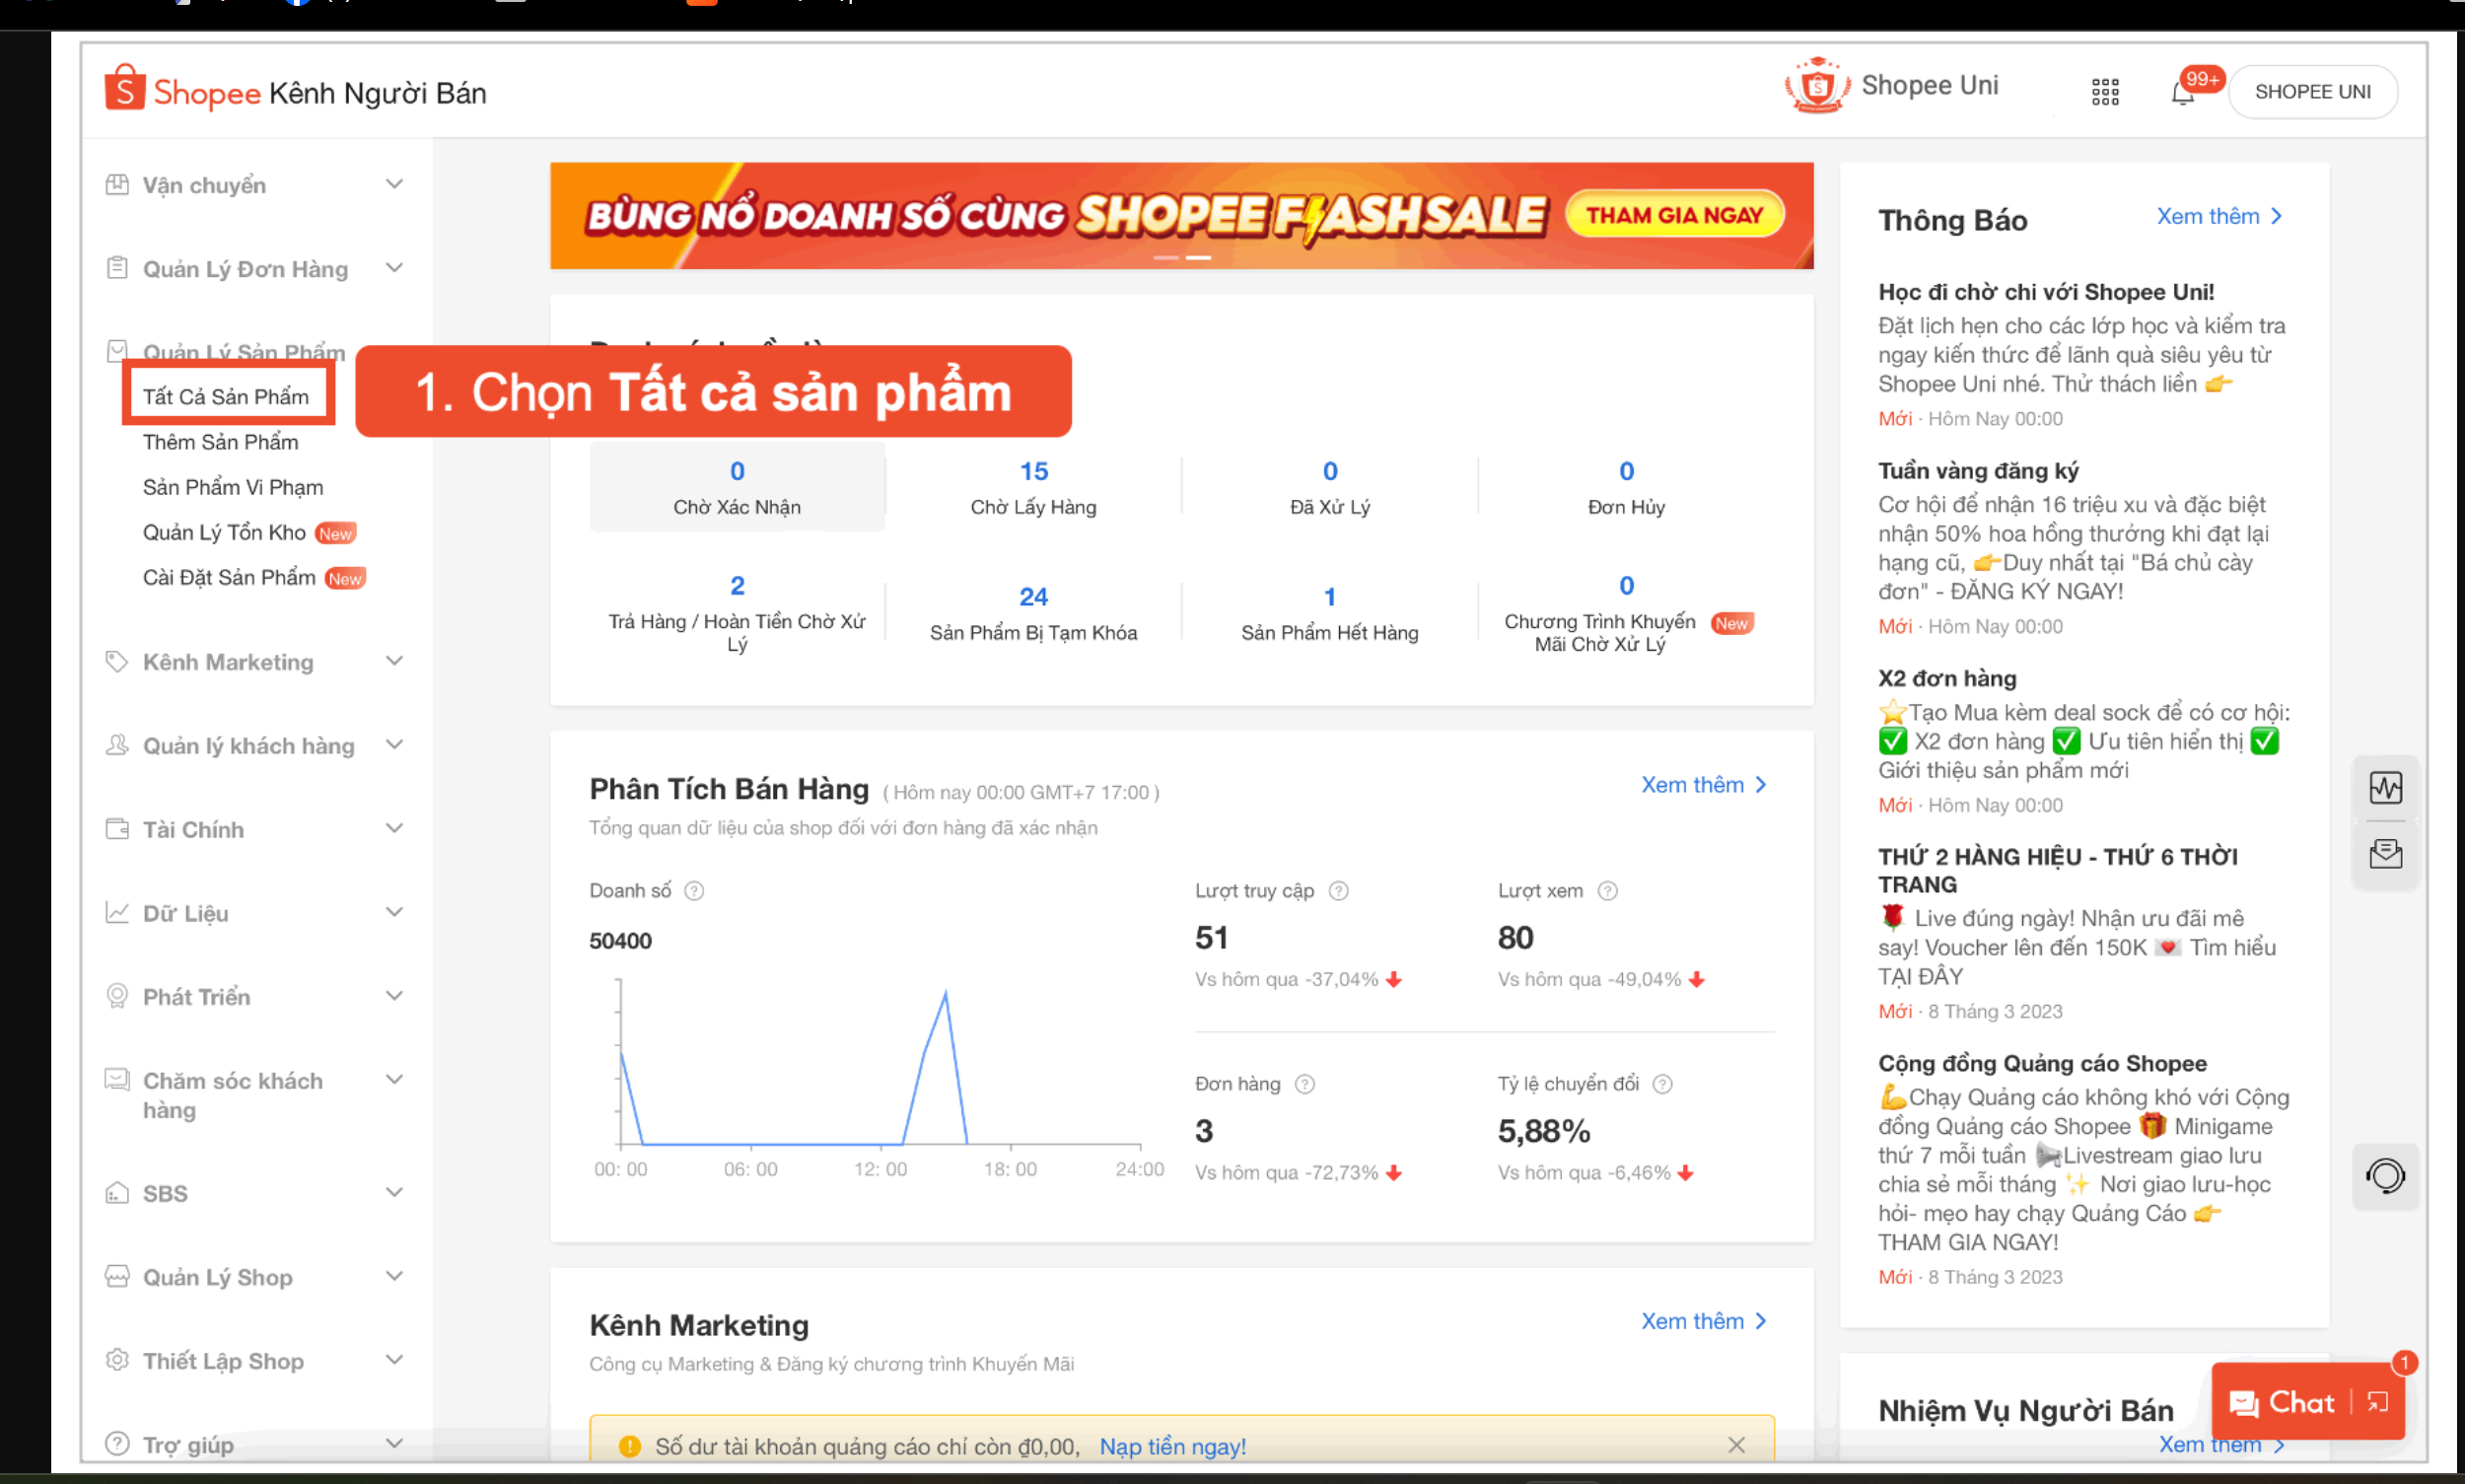 Shopee Kênh Người Bán
Shopee Uni
99+
SHOPEE UNI
Vận chuyển
Quản Lý Đơn Hàng
Quản Lý Sản Phẩm
Tất Cả Sản Phẩm
1. Chọn Tất cả sản phẩm
Thêm Sản Phẩm
Sản Phẩm Vi Phạm
Quản Lý Tồn Kho New
Cài Đặt Sản Phẩm New
Kênh Marketing
Quản lý khách hàng
Tài Chính
Dữ Liệu
Phát Triển
Chăm sóc khách
hàng
SBS
Quản Lý Shop
Thiết Lập Shop
Trợ giúp
BÙNG NỔ DOANH SỐ CÙNG SHOPEE FLASHSALE THAM GIA NGAY
0
Chờ Xác Nhận
15
Chờ Lấy Hàng
0
Đã Xử Lý
0
Đơn Hủy
2
Trả Hàng / Hoàn Tiền Chờ Xử
Lý
24
Sản Phẩm Bị Tạm Khóa
1
Sản Phẩm Hết Hàng
0
Chương Trình Khuyến
Mãi Chờ Xử Lý
New
Phân Tích Bán Hàng ( Hôm nay 00:00 GMT+7 17:00 )
Xem thêm
Tổng quan dữ liệu của shop đối với đơn hàng đã xác nhận
Doanh số
50400
00: 00 06: 00 12: 00 18: 00 24:00
Lượt truy cập
51
Vs hôm qua -37,04%
Lượt xem
80
Vs hôm qua -49,04%
Đơn hàng
3
Vs hôm qua -72,73%
Tỷ lệ chuyển đổi
5,88%
Vs hôm qua -6,46%
Kênh Marketing
Xem thêm
Công cụ Marketing & Đăng ký chương trình Khuyến Mãi
Số dư tài khoản quảng cáo chỉ còn ₫0,00, Nạp tiền ngay!
Thông Báo
Xem thêm
Học đi chờ chi với Shopee Uni!
Đặt lịch hẹn cho các lớp học và kiểm tra
ngay kiến thức để lãnh quà siêu yêu từ
Shopee Uni nhé. Thử thách liền 👉
Mới · Hôm Nay 00:00
Tuần vàng đăng ký
Cơ hội để nhận 16 triệu xu và đặc biệt
nhận 50% hoa hồng thưởng khi đạt lại
hạng cũ, 👉Duy nhất tại "Bá chủ cày
đơn" - ĐĂNG KÝ NGAY!
Mới · Hôm Nay 00:00
X2 đơn hàng
⭐Tạo Mua kèm deal sock để có cơ hội:
✅ X2 đơn hàng ✅ Ưu tiên hiển thị ✅
Giới thiệu sản phẩm mới
Mới · Hôm Nay 00:00
THỨ 2 HÀNG HIỆU - THỨ 6 THỜI
TRANG
🌹 Live đúng ngày! Nhận ưu đãi mê
say! Voucher lên đến 150K 💌 Tìm hiểu
TẠI ĐÂY
Mới · 8 Tháng 3 2023
Cộng đồng Quảng cáo Shopee
💪Chạy Quảng cáo không khó với Cộng
đồng Quảng cáo Shopee 🎁 Minigame
thứ 7 mỗi tuần 📢Livestream giao lưu
chia sẻ mỗi tháng ✨ Nơi giao lưu-học
hỏi- mẹo hay chạy Quảng Cáo 👉
THAM GIA NGAY!
Mới · 8 Tháng 3 2023
Nhiệm Vụ Người Bán
Xem thêm
Chat
1